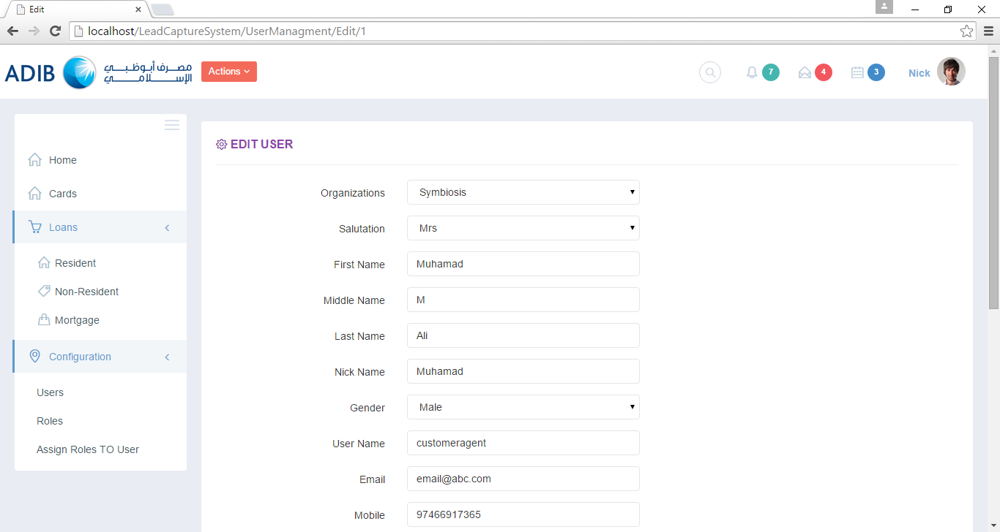 Edit
localhost/LeadCaptureSystem/UserManagment/Edit/1
ADIB
مصرف أبوظبي
الإسلامي
Actions
7
4
3
Nick
Home
Cards
Loans
Resident
Non-Resident
Mortgage
Configuration
Users
Roles
Assign Roles TO User
EDIT USER
Organizations Symbiosis
Salutation Mrs
First Name Muhamad
Middle Name M
Last Name Ali
Nick Name Muhamad
Gender Male
User Name customeragent
Email email@abc.com
Mobile 97466917365